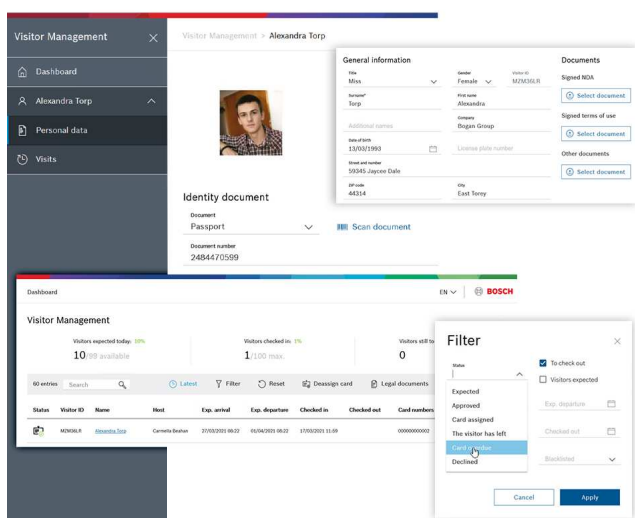 Visitor Management
Visitor Management > Alexandra Torp
Dashboard
Alexandra Torp
Personal data
Visits
General information
Documents
Title
Miss
Gender
Female
Visitor ID
MZM36LR
Signed NDA
Select document
Surname*
Torp
First name
Alexandra
Signed terms of use
Additional names
Company
Bogan Group
Select document
Date of birth
13/03/1993
License plate number
Other documents
Street and number
59345 Jaycee Dale
Select document
ZIP code
44314
City
East Torey
Identity document
Document
Passport
Scan document
Document number
2484470599
Dashboard
EN
BOSCH
Visitor Management
Visitors expected today: 10%
10/99 available
Visitors checked in: 1%
1/100 max.
Visitors still to
0
60 entries
Search
Latest
Filter
Reset
Deassign card
Legal documents
Status Visitor ID Name Host Exp. arrival Exp. departure Checked in Checked out Card numbers
MZM36LR Alexandra Torp Carmella Beahan 27/03/2021 08:22 01/04/2021 08:22 17/03/2021 11:59 000000000002
Filter
Status
To check out
Visitors expected
Expected
Approved
Card assigned
The visitor has left
Card number
Declined
Exp. departure
Checked out
Blacklisted
Cancel
Apply